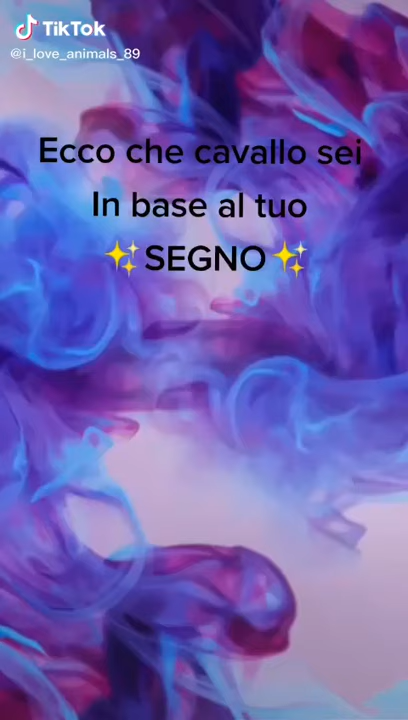 TikTok
@i_love_animals_89
Ecco che cavallo sei
In base al tuo
✨SEGNO✨